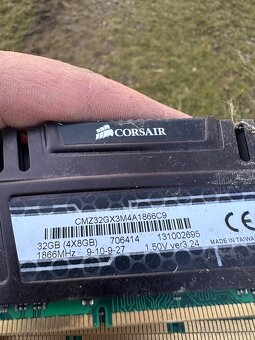 CORSAIR
CMZ32GX3M4A1866C9
32GB (4X8GB) 706414 131002695
1866MHz 9-10-9-27 1.50V ver3.24
CE
MADE IN TAIWAN